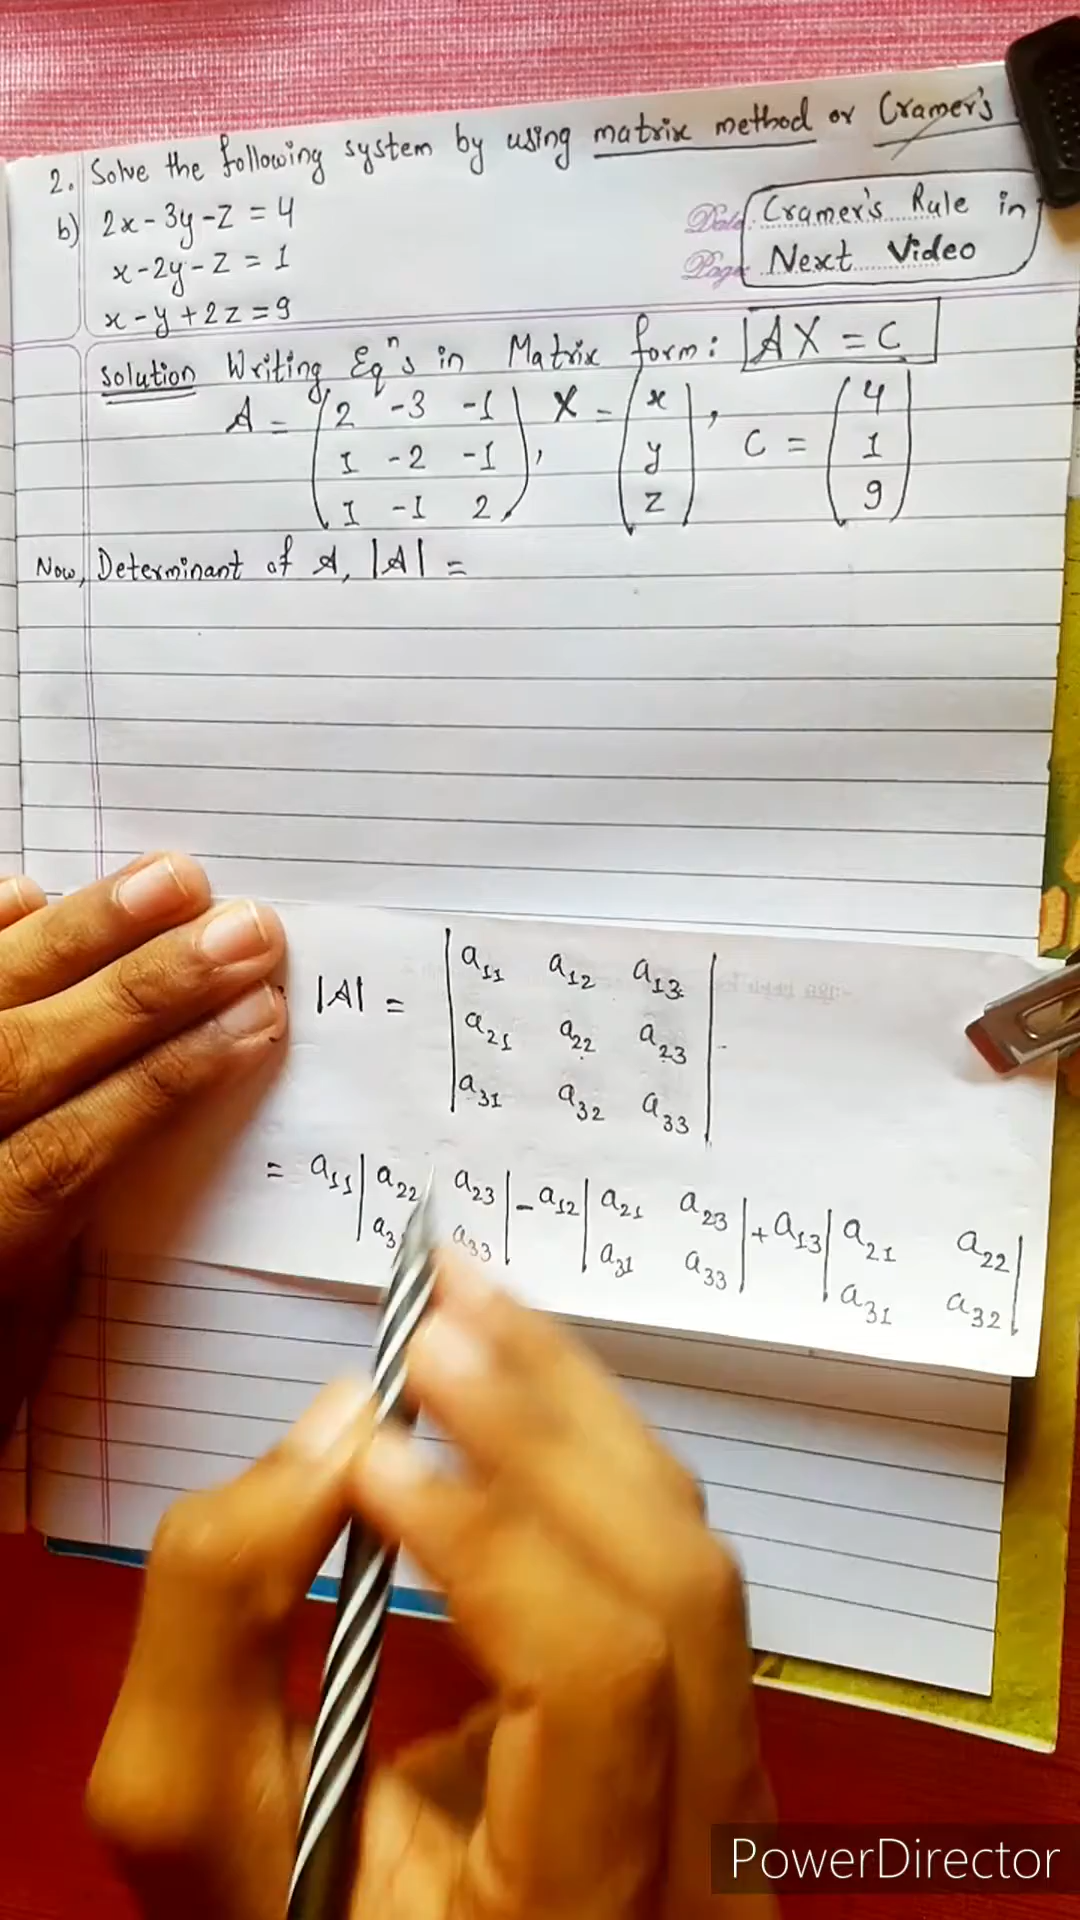 2. Solve the following system by using matrix method or Cramer's
b) 2x - 3y - z = 4
x - 2y - z = 1
x - y + 2z = 9
Date:
Page:
Cramer's Rule in
Next Video
Solution Writing Eqⁿs in Matrix form: AX = C
A = (2 -3 -1
1 -2 -1
1 -1 2), X = (x
y
z), C = (4
1
9)
Now, Determinant of A, |A| =
|A| = |a11 a12 a13
a21 a22 a23
a31 a32 a33|
= a11 |a22 a23| - a12 |a21 a23| + a13 |a21 a22|
a33| |a31 a33| |a31 a32|
PowerDirector